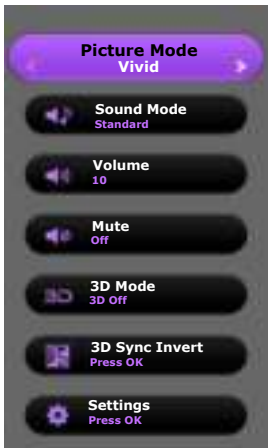 Picture Mode
Vivid
Sound Mode
Standard
Volume
10
Mute
Off
3D Mode
3D Off
3D Sync Invert
Press OK
Settings
Press OK